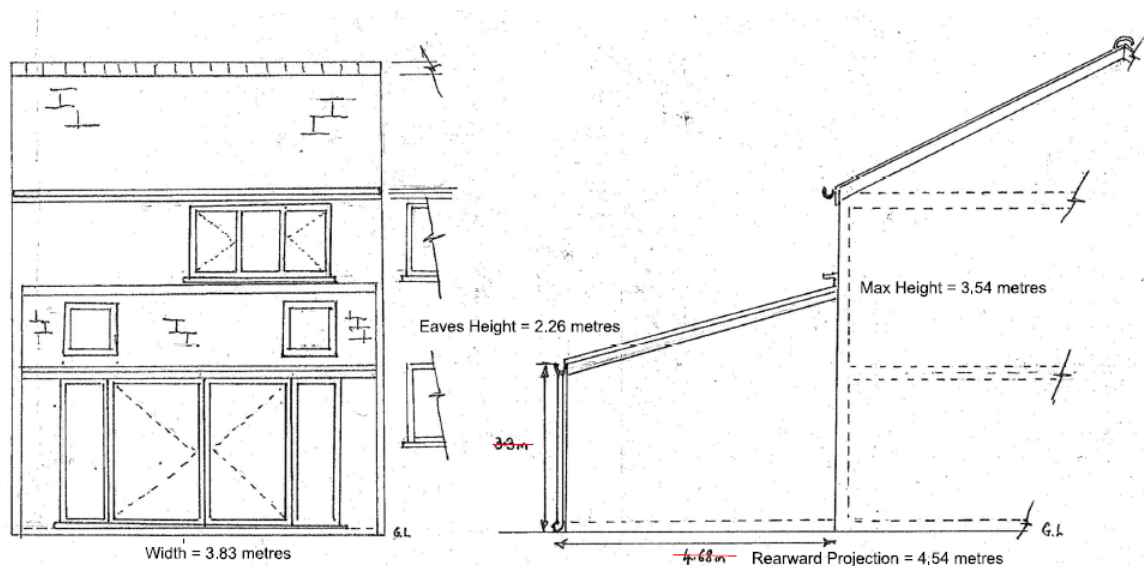 Max Height = 3,54 metres
Eaves Height = 2.26 metres
3.3m
G.L
G.L
Width = 3.83 metres
4.68m
Rearward Projection = 4,54 metres